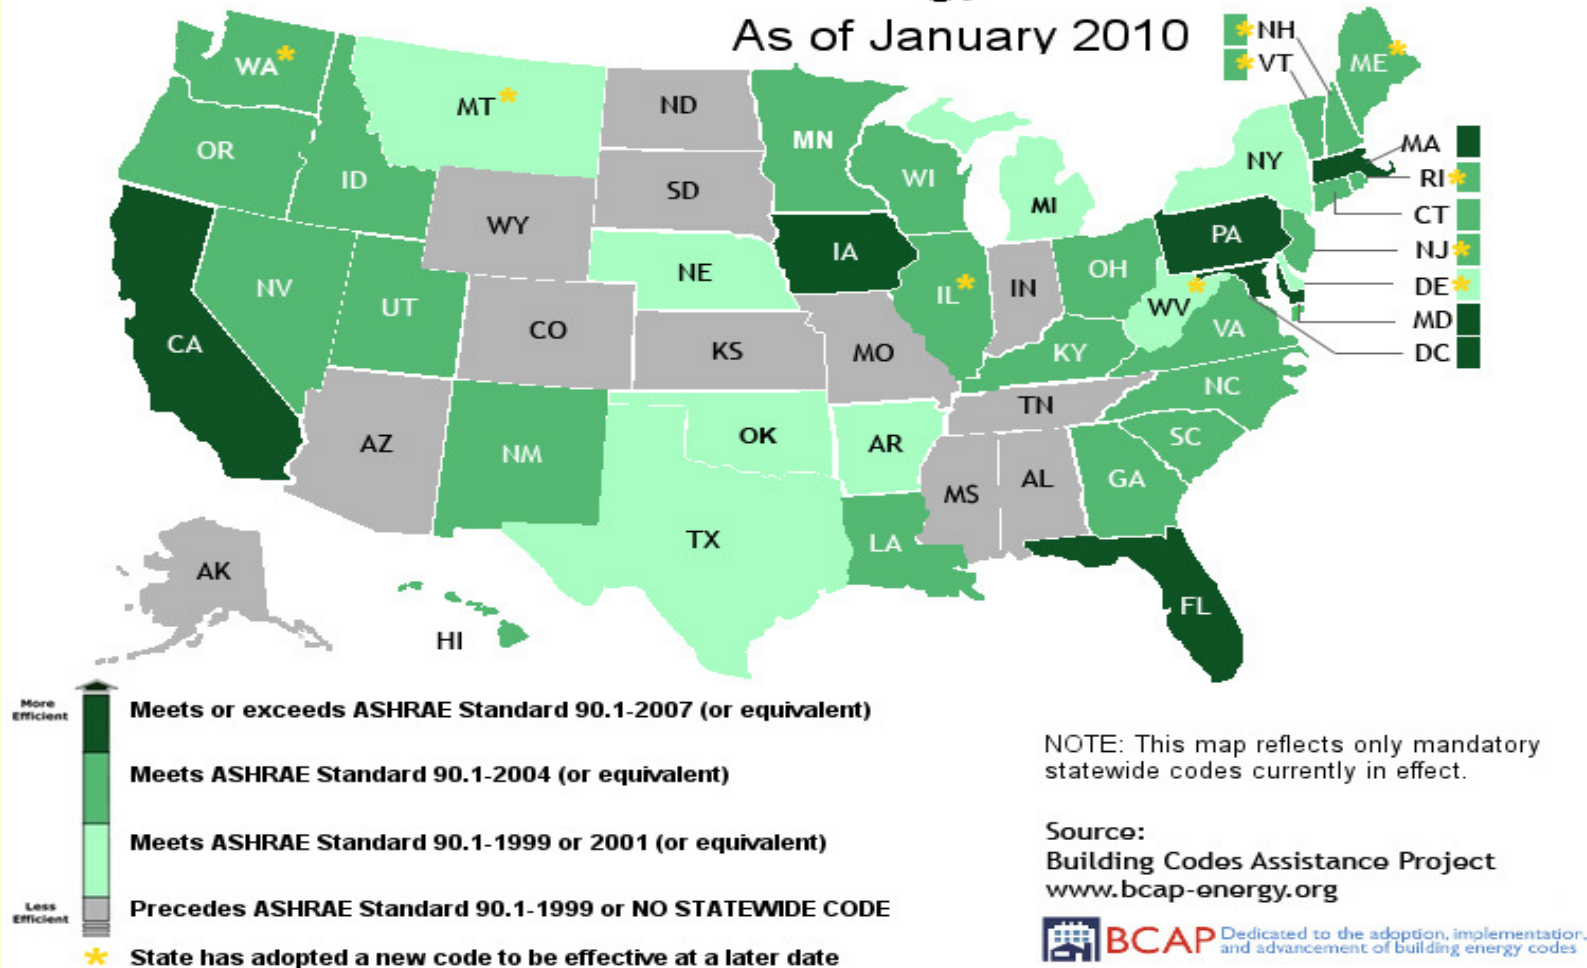 As of January 2010
NH
VT
ME
WA
MT
ND
MN
OR
ID
SD
WI
MI
NY
MA
RI
CT
NJ
DE
MD
DC
WY
NE
IA
PA
NV
UT
CO
KS
MO
IL
IN
OH
WV
VA
KY
CA
NC
TN
SC
AZ
NM
OK
AR
MS
AL
GA
TX
LA
FL
AK
HI
More
Efficient
Meets or exceeds ASHRAE Standard 90.1-2007 (or equivalent)
Meets ASHRAE Standard 90.1-2004 (or equivalent)
Meets ASHRAE Standard 90.1-1999 or 2001 (or equivalent)
Less
Efficient
Precedes ASHRAE Standard 90.1-1999 or NO STATEWIDE CODE
* State has adopted a new code to be effective at a later date
NOTE: This map reflects only mandatory
statewide codes currently in effect.
Source:
Building Codes Assistance Project
www.bcap-energy.org
BCAP
Dedicated to the adoption, implementation,
and advancement of building energy codes